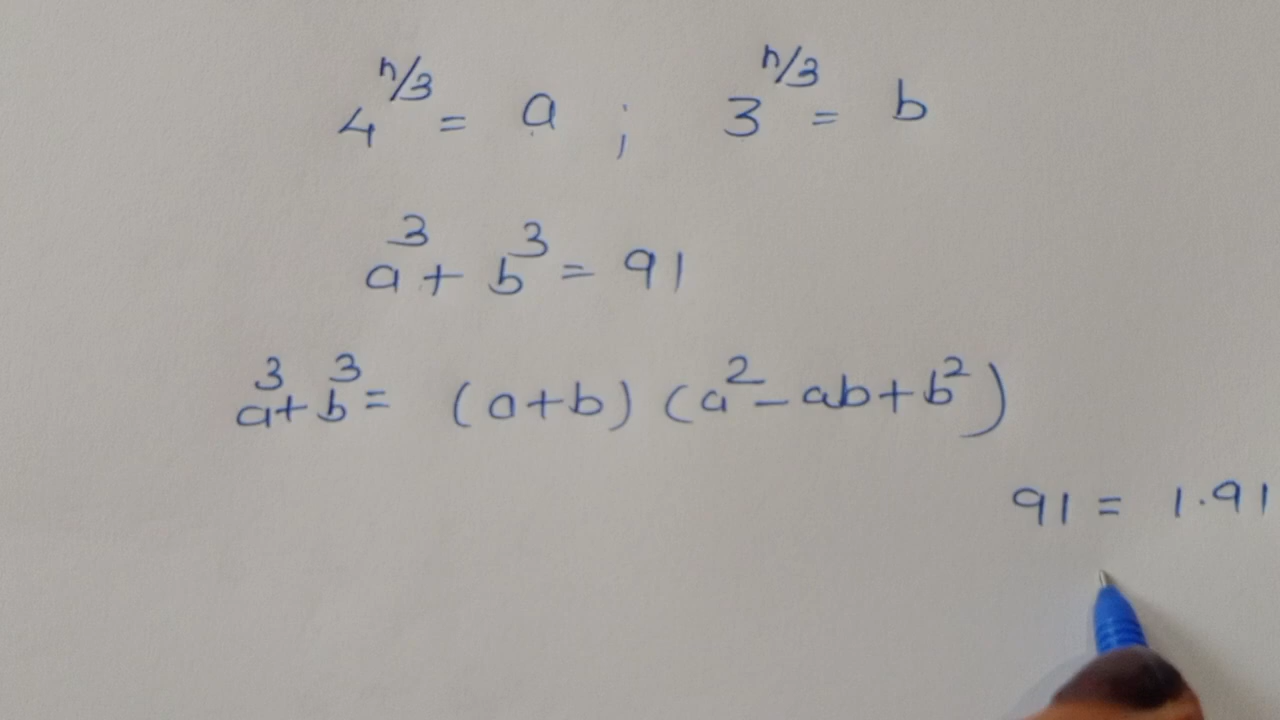 4^{n/3} = a ; 3^{n/3} = b
a^3 + b^3 = 91
a^3 + b^3 = (a+b) (a^2 - ab + b^2)
91 = 1.91